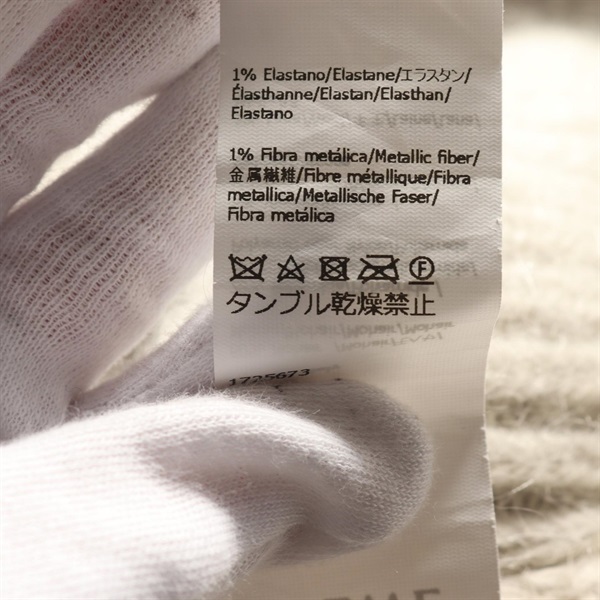 1% Elastano/Elastane/エラスタン/
Élasthanne/Elastan/Elasthan/
Elastano
1% Fibra metálica/Metallic fiber/
金属繊維/Fibre métallique/Fibra
metallica/Metallische Faser/
Fibra metálica
F
タンブル乾燥禁止
1725673